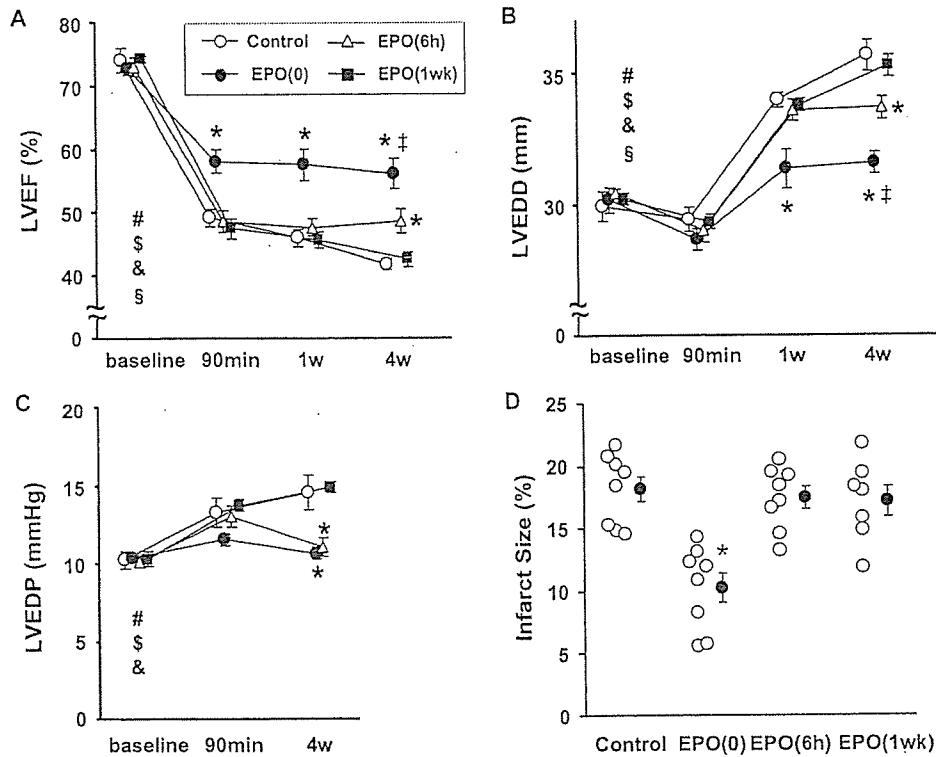 A
80
70
60
50
40
0
LVEF (%)
Control
EPO(6h)
EPO(0)
EPO(1wk)
*
*
* ‡
*
#
$
&
§
baseline 90min 1w 4w
B
35
30
0
LVEDD (mm)
#
$
&
§
*
*
* ‡
baseline 90min 1w 4w
C
20
15
10
5
0
LVEDP (mmHg)
*
*
#
$
&
baseline 90min 4w
D
25
20
15
10
5
0
Infarct Size (%)
*
Control EPO(0) EPO(6h) EPO(1wk)